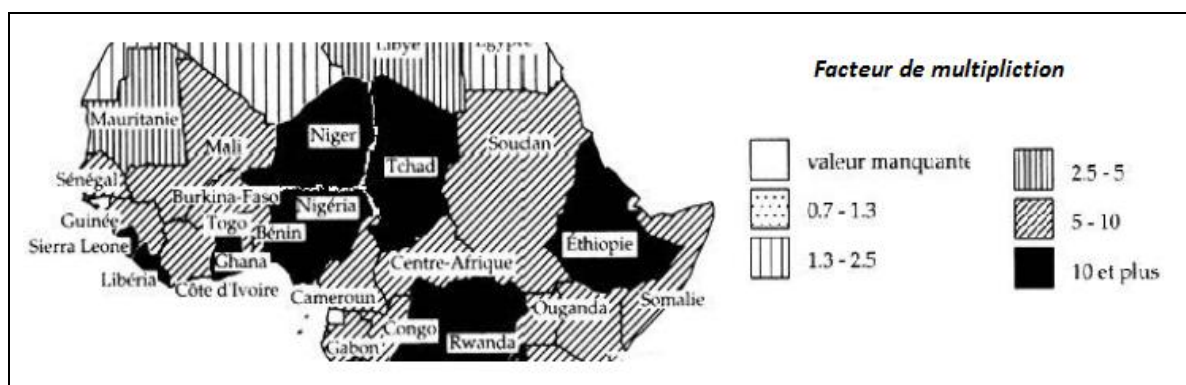 Libye
Egypte
Mauritanie
Mali
Niger
Tchad
Soudan
Sénégal
Burkina-Faso
Nigéria
Guinée
Togo
Bénin
Sierra Leone
Ghana
Éthiopie
Centre-Afrique
Libéria
Côte d'Ivoire
Cameroun
Ouganda
Somalie
Congo
Gabon
Rwanda
Facteur de multipliction
valeur manquante
0.7 - 1.3
1.3 - 2.5
2.5 - 5
5 - 10
10 et plus